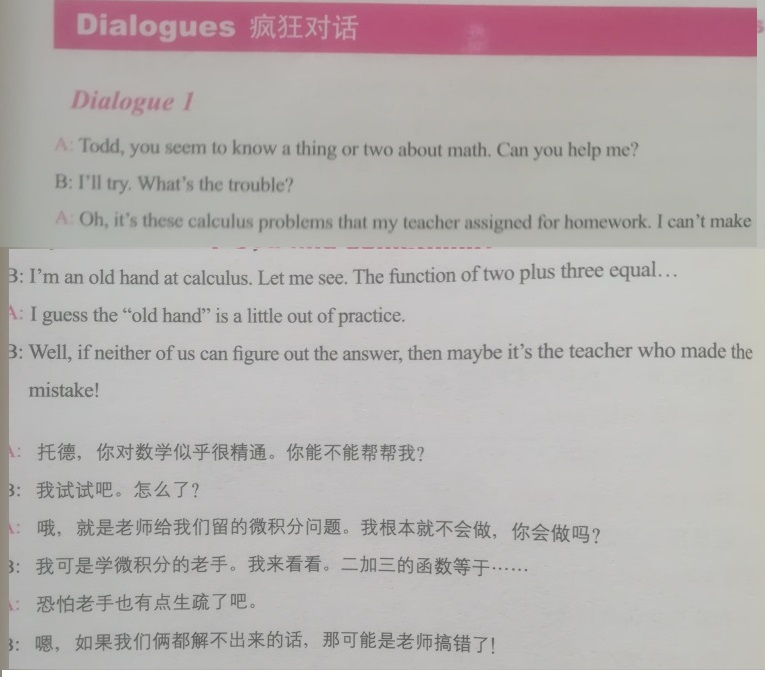 Dialogues 疯狂对话
Dialogue 1
A: Todd, you seem to know a thing or two about math. Can you help me?
B: I'll try. What's the trouble?
A: Oh, it's these calculus problems that my teacher assigned for homework. I can't make
B: I'm an old hand at calculus. Let me see. The function of two plus three equal…
A: I guess the “old hand” is a little out of practice.
B: Well, if neither of us can figure out the answer, then maybe it's the teacher who made the
mistake!
A: 托德，你对数学似乎很精通。你能不能帮帮我?
B: 我试试吧。怎么了?
A: 哦，就是老师给我们留的微积分问题。我根本就不会做，你会做吗?
B: 我可是学微积分的老手。我来看看。二加三的函数等于……
A: 恐怕老手也有点生疏了吧。
B: 嗯，如果我们俩都解不出来的话，那可能是老师搞错了!